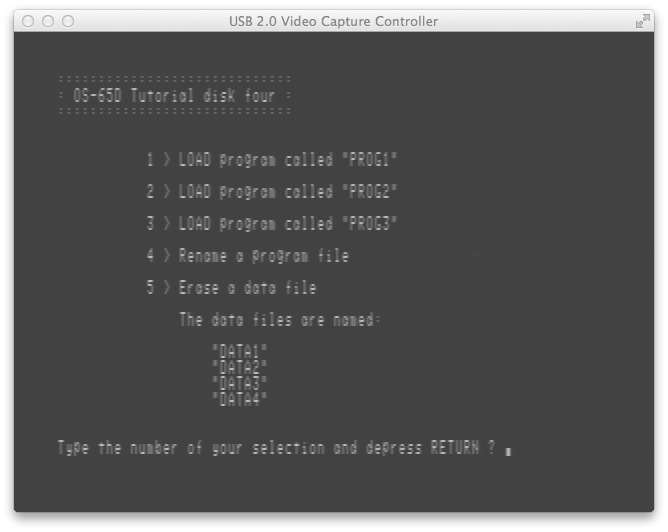 USB 2.0 Video Capture Controller
::::::::::::::::::::::::::::::
: OS-65D Tutorial disk four :
::::::::::::::::::::::::::::::
1 > LOAD program called "PROG1"
2 > LOAD program called "PROG2"
3 > LOAD program called "PROG3"
4 > Rename a program file
5 > Erase a data file
The data files are named:
"DATA1"
"DATA2"
"DATA3"
"DATA4"
Type the number of your selection and depress RETURN ?